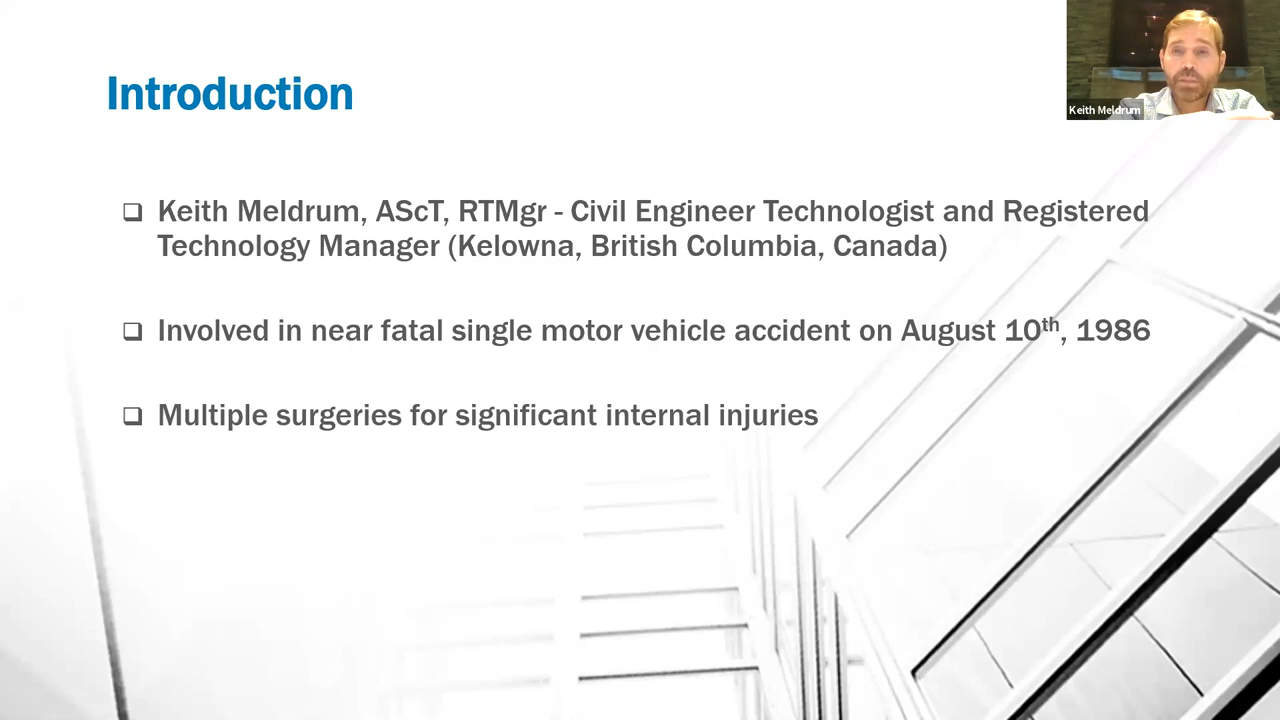 Introduction
Keith Meldrum
Keith Meldrum, AScT, RTMgr - Civil Engineer Technologist and Registered
Technology Manager (Kelowna, British Columbia, Canada)
Involved in near fatal single motor vehicle accident on August 10th, 1986
Multiple surgeries for significant internal injuries